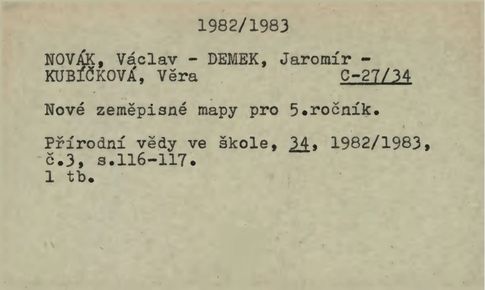 1982/1983
NOVÁK, Václav - DEMEK, Jaromír -
KUBÍČKOVÁ, Věra C-27/34
Nové zeměpisné mapy pro 5.ročník.
Přírodní vědy ve škole, 34, 1982/1983,
č.3, s.116-117.
1 tb.